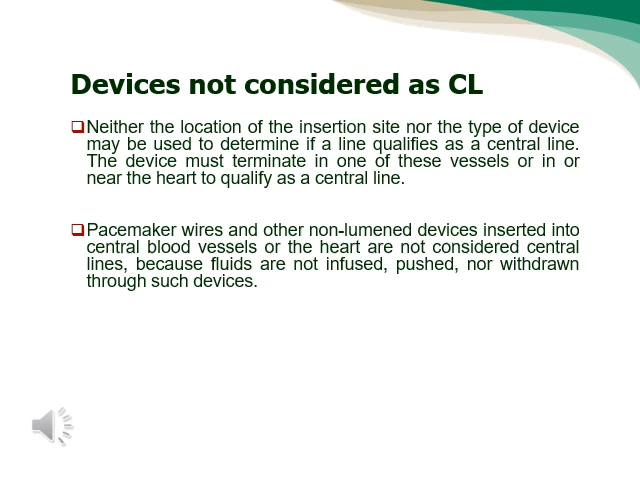 Devices not considered as CL
Neither the location of the insertion site nor the type of device
may be used to determine if a line qualifies as a central line.
The device must terminate in one of these vessels or in or
near the heart to qualify as a central line.
Pacemaker wires and other non-lumened devices inserted into
central blood vessels or the heart are not considered central
lines, because fluids are not infused, pushed, nor withdrawn
through such devices.